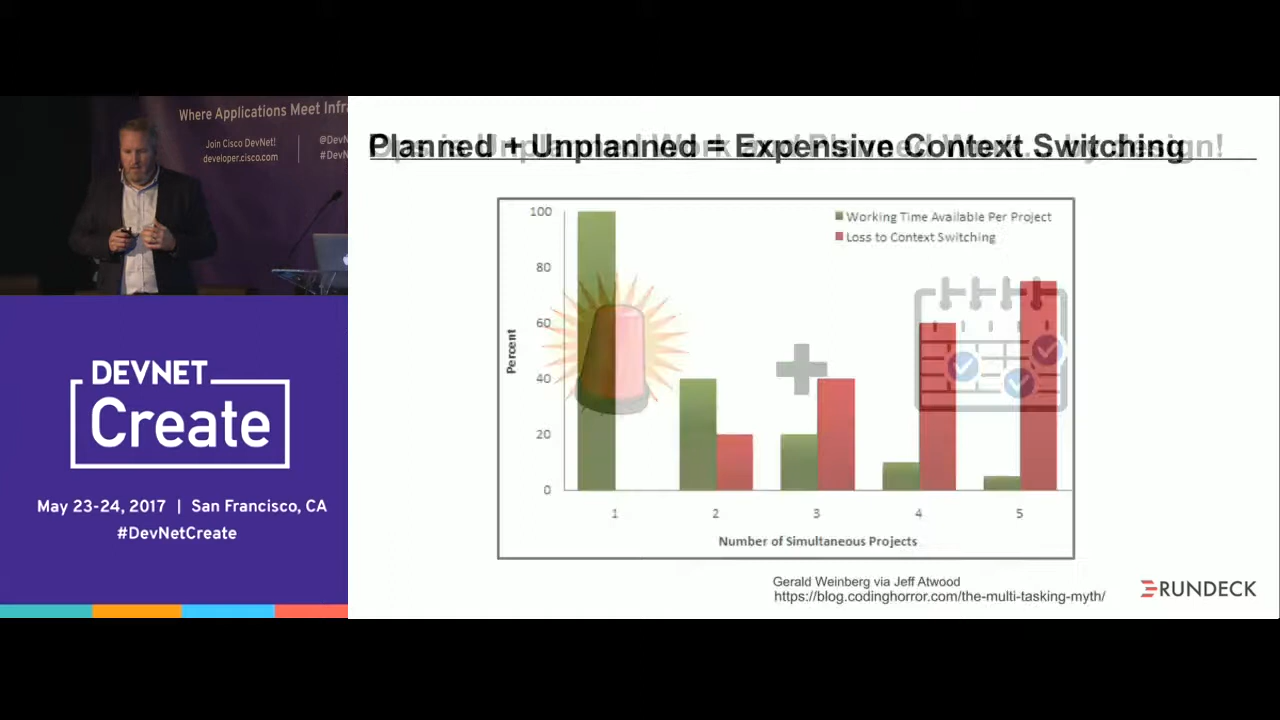 Where Applications Meet Infra
Join Cisco DevNet!
developer.cisco.com
@DevN
#DevN
DEVNET
Create
May 23-24, 2017 | San Francisco, CA
#DevNetCreate
Planned + Unplanned = Expensive Context Switching
100
80
60
40
20
0
Percent
Working Time Available Per Project
Loss to Context Switching
1 2 3 4 5
Number of Simultaneous Projects
Gerald Weinberg via Jeff Atwood
https://blog.codinghorror.com/the-multi-tasking-myth/
RUNDECK